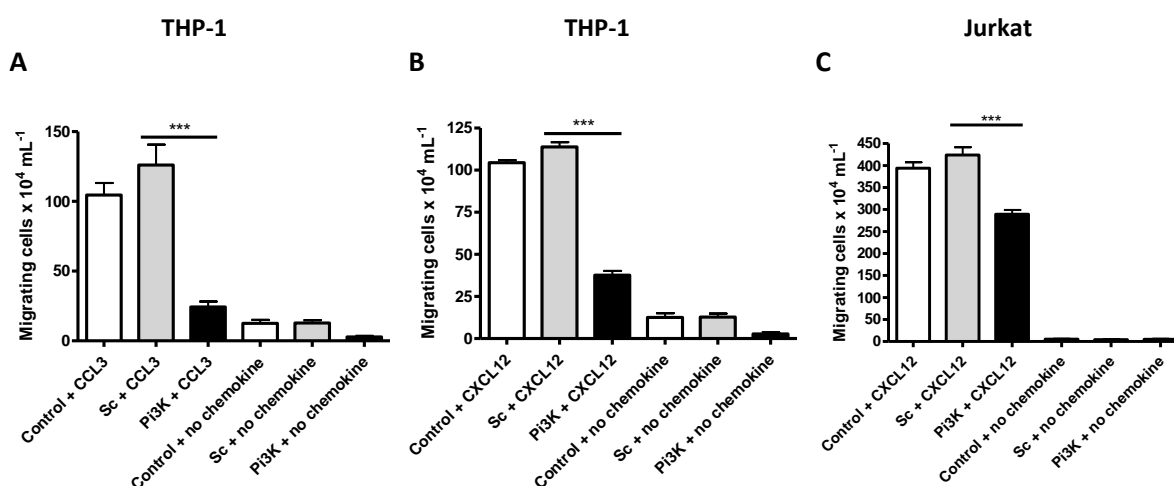 THP-1
A
***
Migrating cells x 10⁴ mL⁻¹
150
100
50
0
Control + CCL3
Sc + CCL3
Pi3K + CCL3
Control + no chemokine
Sc + no chemokine
Pi3K + no chemokine
THP-1
B
***
Migrating cells x 10⁴ mL⁻¹
125
100
75
50
25
0
Control + CXCL12
Sc + CXCL12
Pi3K + CXCL12
Control + no chemokine
Sc + no chemokine
Pi3K + no chemokine
Jurkat
C
***
Migrating cells x 10⁴ mL⁻¹
400
350
300
450
400
350
300
250
200
150
100
50
0
Control + CXCL12
Sc + CXCL12
Pi3K + CXCL12
Control + no chemokine
Sc + no chemokine
Pi3K + no chemokine